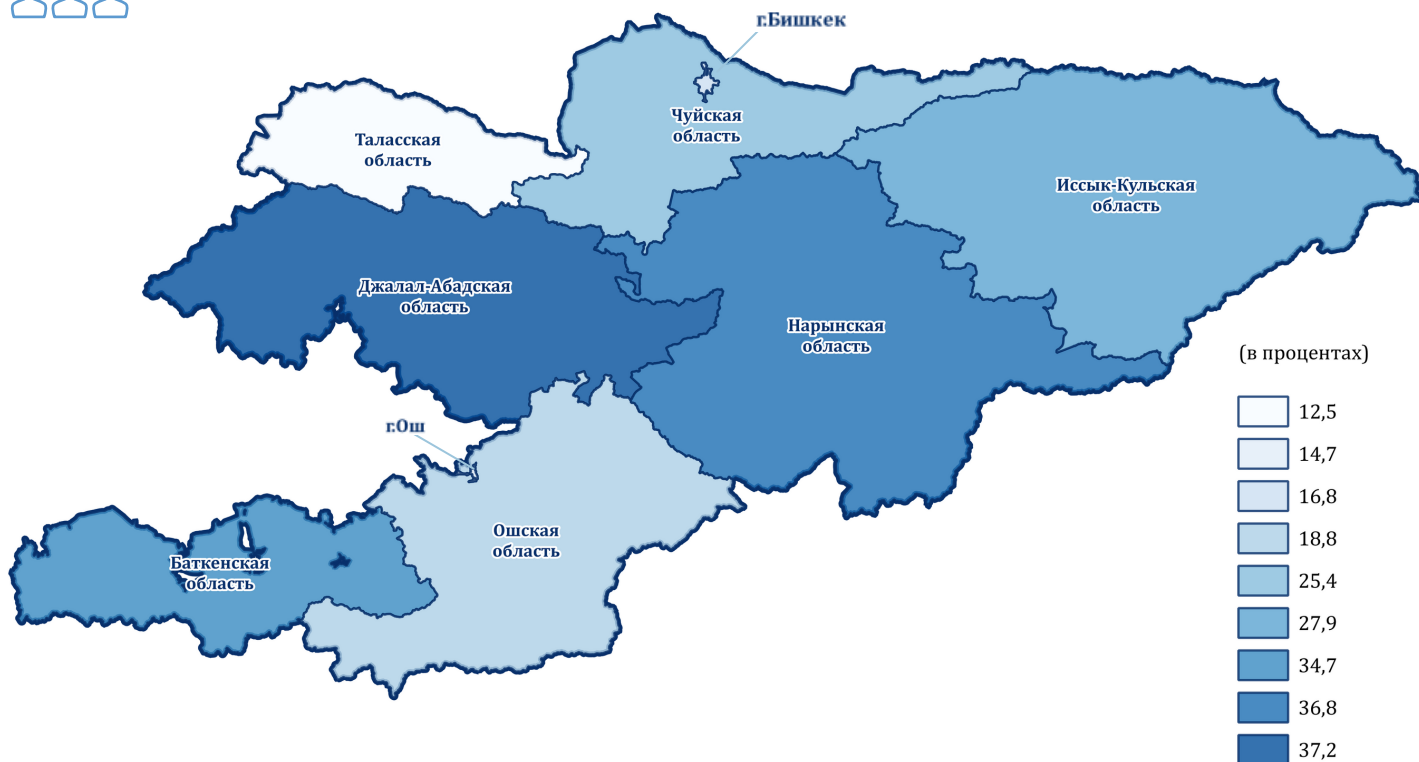 г.Бишкек
Чуйская
область
Таласская
область
Иссык-Кульская
область
Джалал-Абадская
область
Нарынская
область
г.Ош
Ошская
область
Баткенская
область
(в процентах)
12,5
14,7
16,8
18,8
25,4
27,9
34,7
36,8
37,2